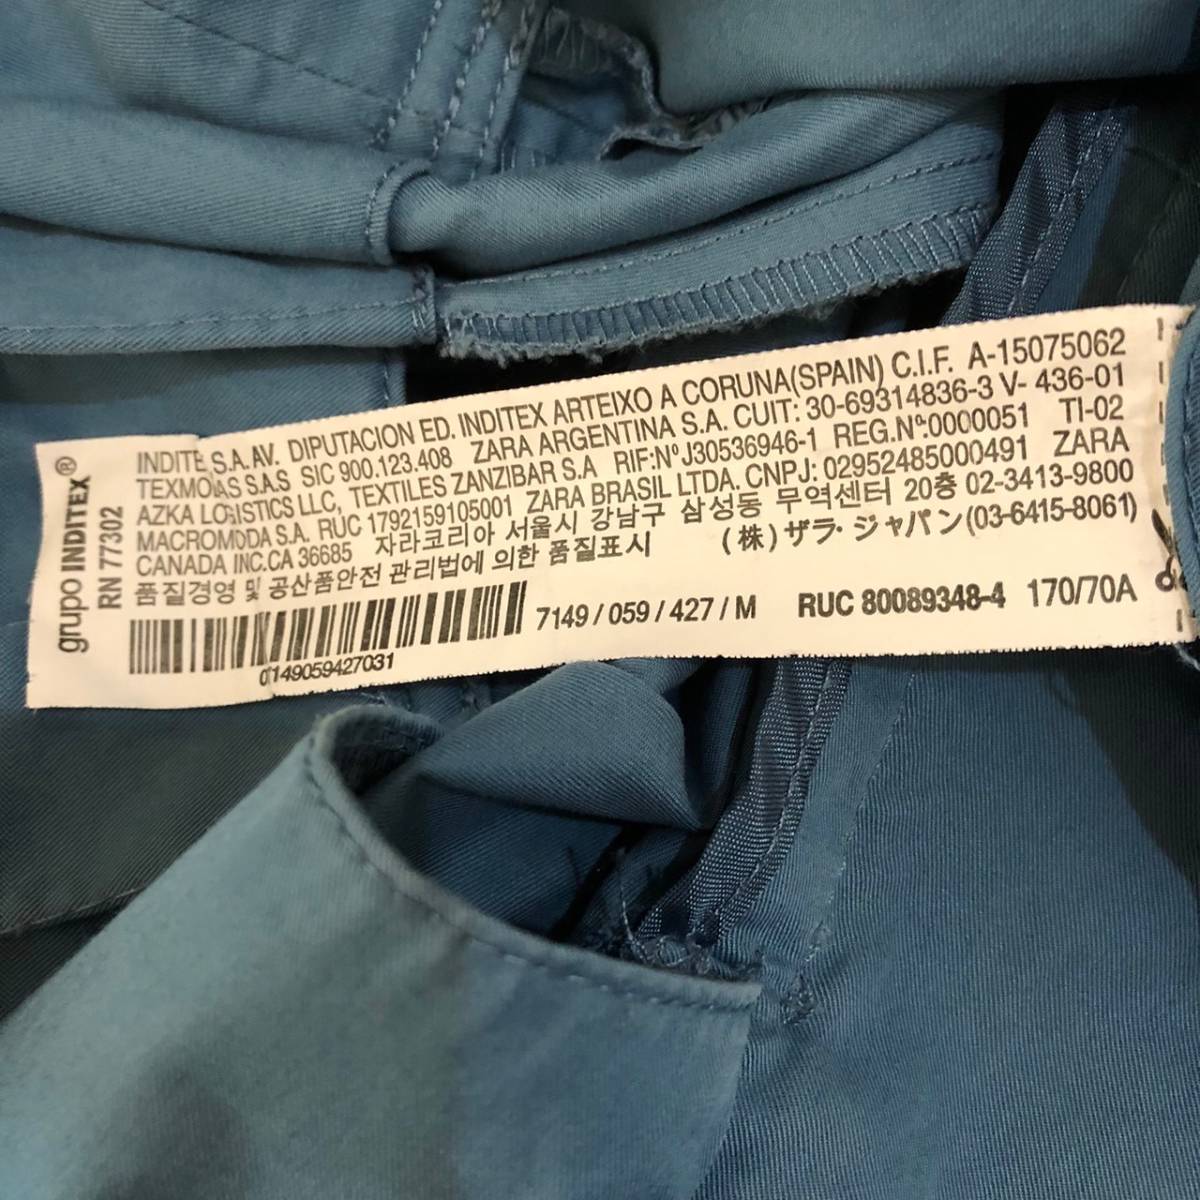 grupo INDITEX®
RN 77302
INDITE S.A. AV. DIPUTACION ED. INDITEX ARTEIXO A CORUNA(SPAIN) C.I.F. A-15075062
TEXMODAS S.A.S SIC 900.123.408 ZARA ARGENTINA S.A. CUIT: 30-69314836-3 V- 436-01
AZKA LOGISTICS LLC, TEXTILES ZANZIBAR S.A RIF:Nº J30536946-1 REG.Nº:0000051 TI-02
MACROMODA S.A. RUC 1792159105001 ZARA BRASIL LTDA. CNPJ: 02952485000491 ZARA
CANADA INC.CA 36685 자라코리아 서울시 강남구 삼성동 무역센터 20층 02-3413-9800
품질경영 및 공산품안전 관리법에 의한 품질표시 (株)ザラ・ジャパン(03-6415-8061)
7149 / 059 / 427 / M RUC 80089348-4 170/70A
0149059427031